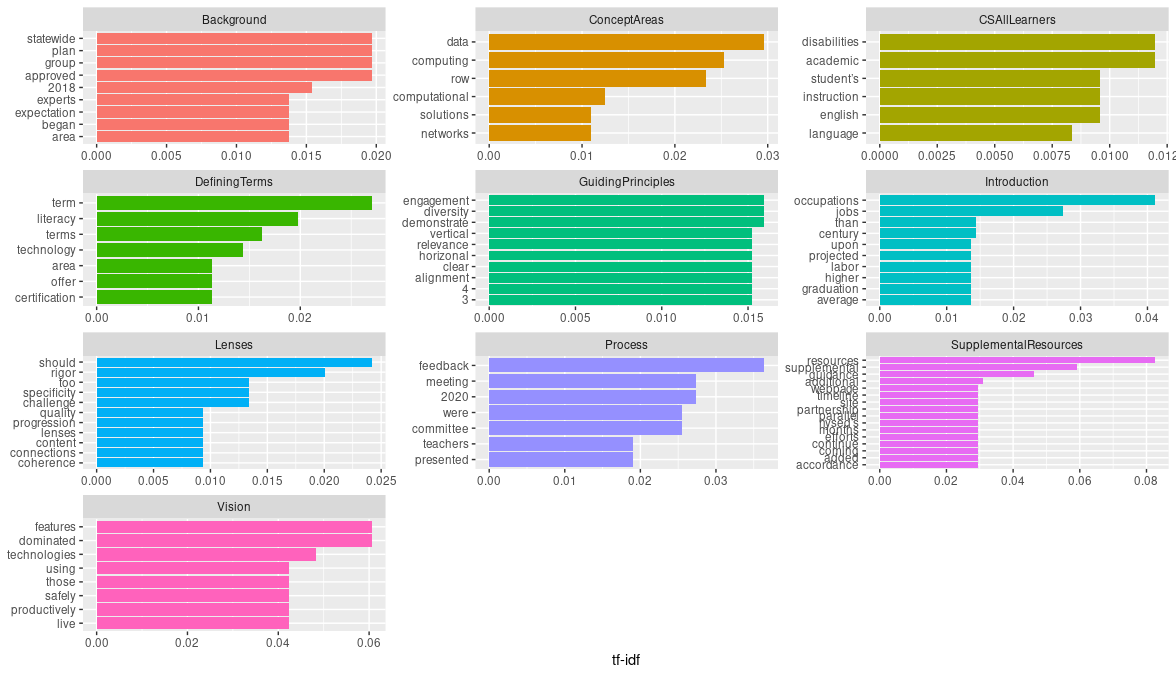 Background
statewide
plan
group
approved
2018
experts
expectation
began
area
0.000 0.005 0.010 0.015 0.020
ConceptAreas
data
computing
row
computational
solutions
networks
0.00 0.01 0.02 0.03
CSAllLearners
disabilities
academic
student's
instruction
english
language
0.0000 0.0025 0.0050 0.0075 0.0100 0.012
DefiningTerms
term
literacy
terms
technology
area
offer
certification
0.00 0.01 0.02
GuidingPrinciples
engagement
diversity
demonstrate
vertical
relevance
horizonal
clear
alignment
4
3
0.000 0.005 0.010 0.015
Introduction
occupations
jobs
than
century
upon
projected
labor
higher
graduation
average
0.00 0.01 0.02 0.03 0.04
Lenses
should
rigor
too
specificity
challenge
quality
progression
lenses
content
connections
coherence
0.000 0.005 0.010 0.015 0.020 0.025
Process
feedback
meeting
2020
were
committee
teachers
presented
0.00 0.01 0.02 0.03
SupplementalResources
resources
supplemental
guidance
additional
webpage
timeline
site
partnership
parallel
nysed's
months
efforts
continue
coming
added
accordance
0.00 0.02 0.04 0.06 0.08
Vision
features
dominated
technologies
using
those
safely
productively
live
0.00 0.02 0.04 0.06
tf-idf